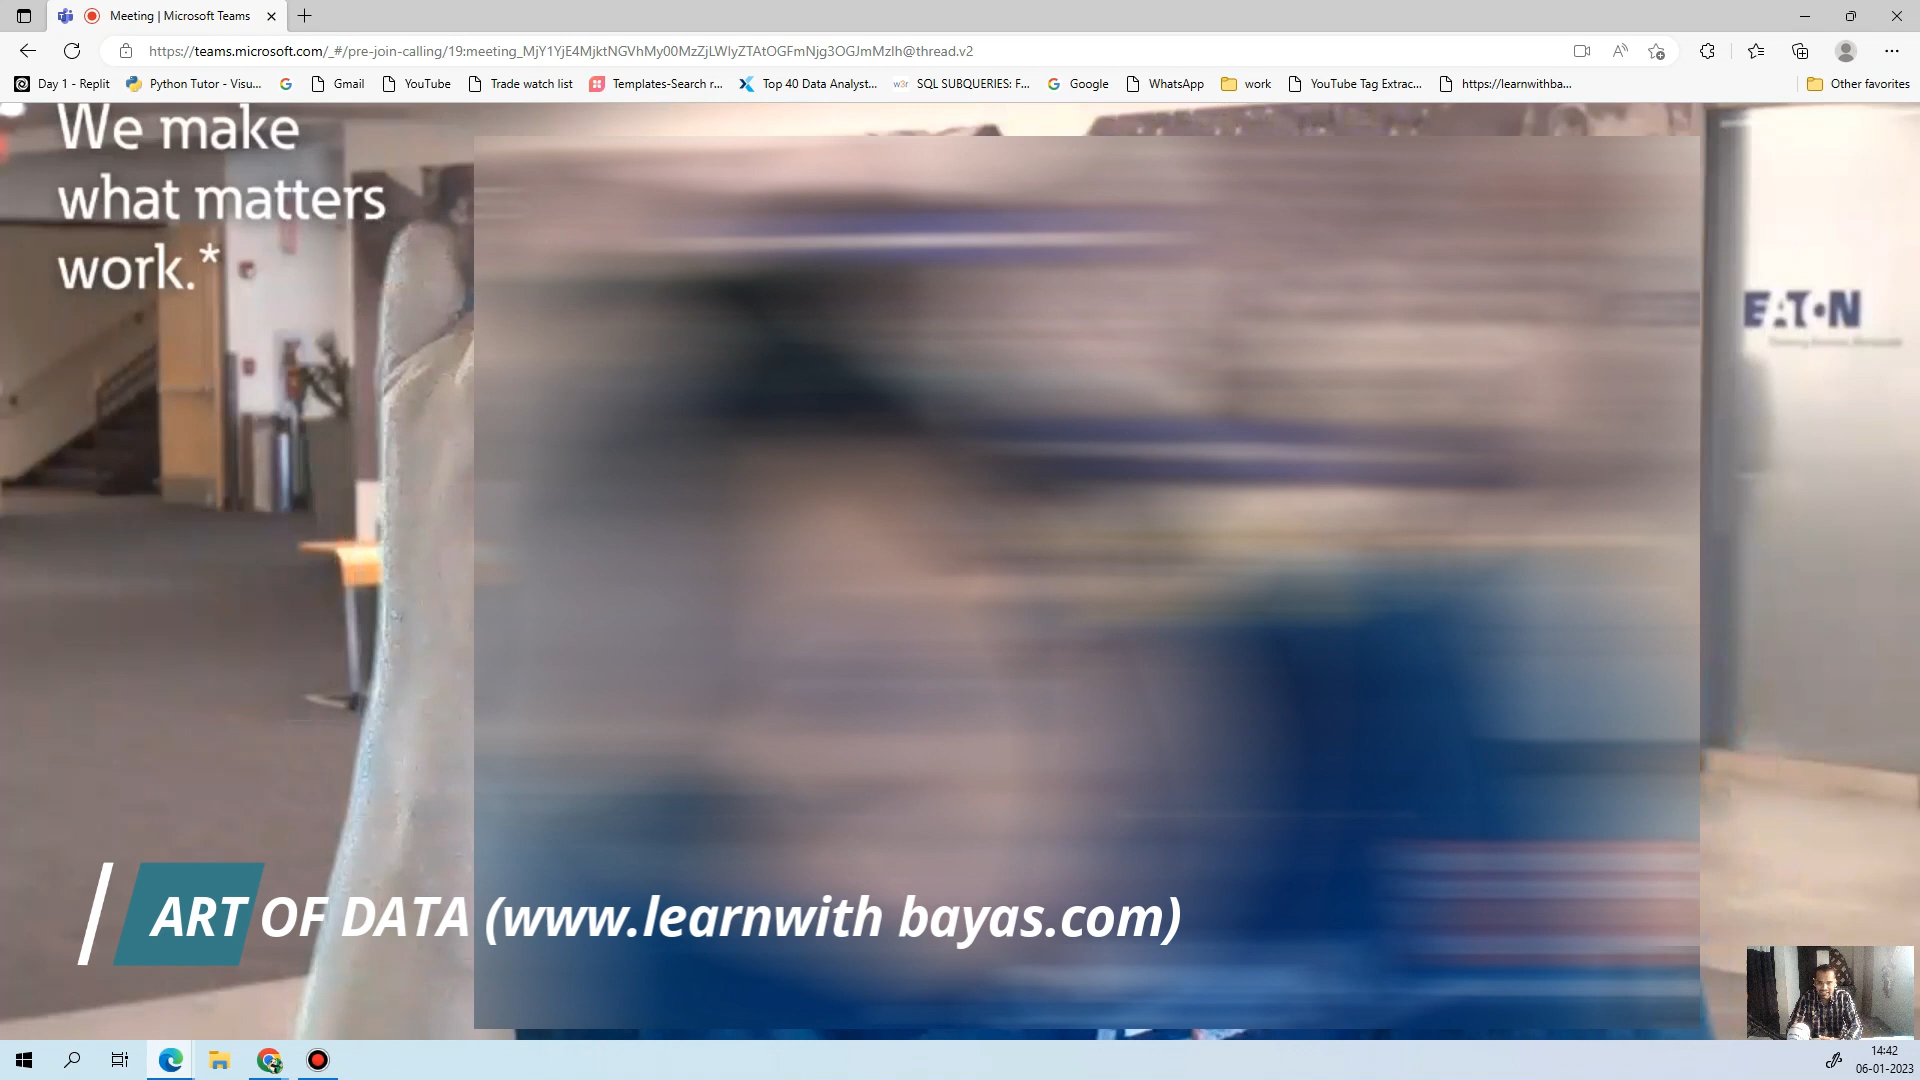 Meeting | Microsoft Teams
https://teams.microsoft.com/_#/pre-join-calling/19:meeting_MjY1YjE4MjktNGVhMy00MzZjLWIyZTAtOGFmNjg3OGJmMzlh@thread.v2
Day 1 - Replit
Python Tutor - Visu...
Gmail
YouTube
Trade watch list
Templates-Search r...
Top 40 Data Analyst...
w3r
SQL SUBQUERIES: F...
Google
WhatsApp
work
YouTube Tag Extrac...
https://learnwithba...
Other favorites
We make
what matters
work.*
EATON
ART OF DATA (www.learnwith bayas.com)
14:42
06-01-2023